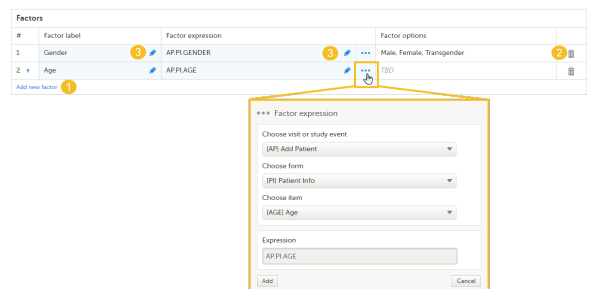 Factors
# Factor label Factor expression Factor options
1 Gender 3 AP.PI.GENDER 3 ••• Male, Female, Transgender 2
2 Age AP.PI.AGE ••• TBD
Add new factor 1
••• Factor expression
Choose visit or study event
[AP] Add Patient
Choose form
[PI] Patient Info
Choose item
[AGE] Age
Expression
AP.PI.AGE
Add Cancel